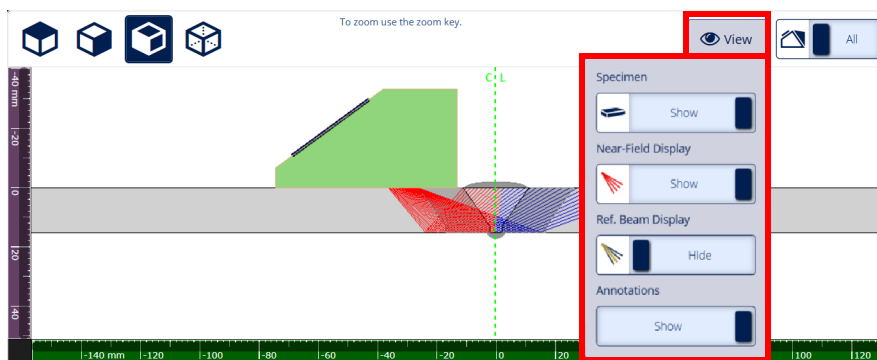 To zoom use the zoom key.
View
All
C L
Specimen
Show
Near-Field Display
Show
Ref. Beam Display
Hide
Annotations
Show
-40 mm
-20
0
20
40
-140 mm -120 -100 -80 -60 -40 -20 0 20 100 120